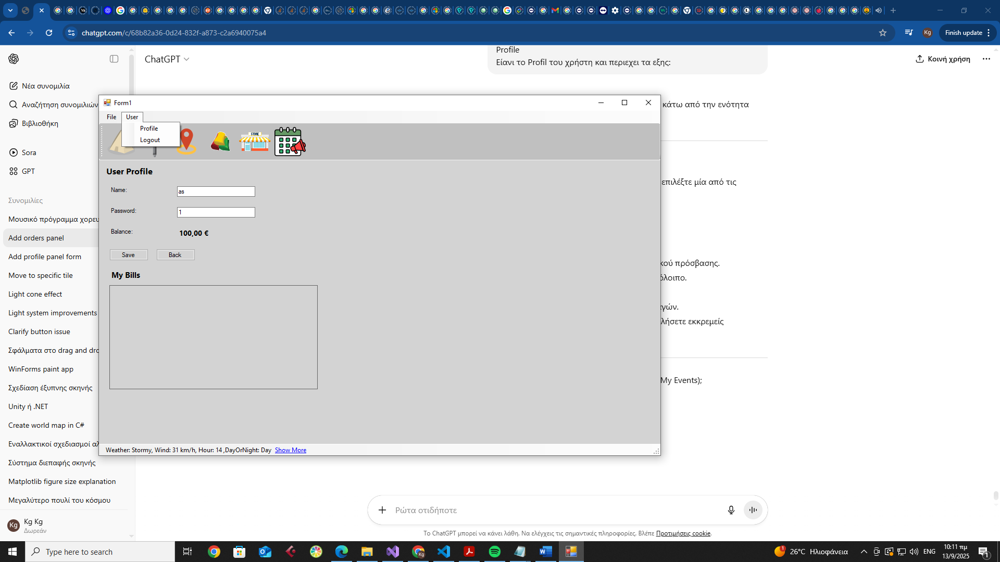 chatgpt.com/c/68b82a36-0d24-832f-a873-c2a6940075a4
Kg
Finish update
ChatGPT
Profile
Είανι το Profil του χρήστη και περιεχει τα εξης:
Κοινή χρήση
Νέα συνομιλία
Αναζήτηση συνομιλιών
Βιβλιοθήκη
Sora
GPT
Συνομιλίες
Μουσικό πρόγραμμα χορευ
Add orders panel
Add profile panel form
Move to specific tile
Light cone effect
Light system improvements
Clarify button issue
Σφάλματα στο drag and dro
WinForms paint app
Σχεδίαση έξυπνης σκηνής
Unity ή .NET
Create world map in C#
Εναλλακτικοί σχεδιασμοί αλ
Σύστημα διεπαφής σκηνής
Matplotlib figure size explanation
Μεγαλύτερο πουλί του κόσμου
Kg
Kg Kg
Δωρεάν
Form1
File
User
Profile
Logout
STORE
User Profile
Name:
as
Password:
1
Balance:
100,00 €
Save
Back
My Bills
Weather: Stormy, Wind: 31 km/h, Hour: 14 ,DayOrNight: Day
Show More
κάτω από την ενότητα
επιλέξτε μία από τις
κού πρόσβασης.
όλοιπο.
γών.
λήσετε εκκρεμείς
My Events);
Ρώτα οτιδήποτε
Το ChatGPT μπορεί να κάνει λάθη. Να ελέγχεις τις σημαντικές πληροφορίες. Βλέπε Προτιμήσεις cookie.
Type here to search
26°C
Ηλιοφάνεια
ENG
10:11 πμ
13/9/2025
1